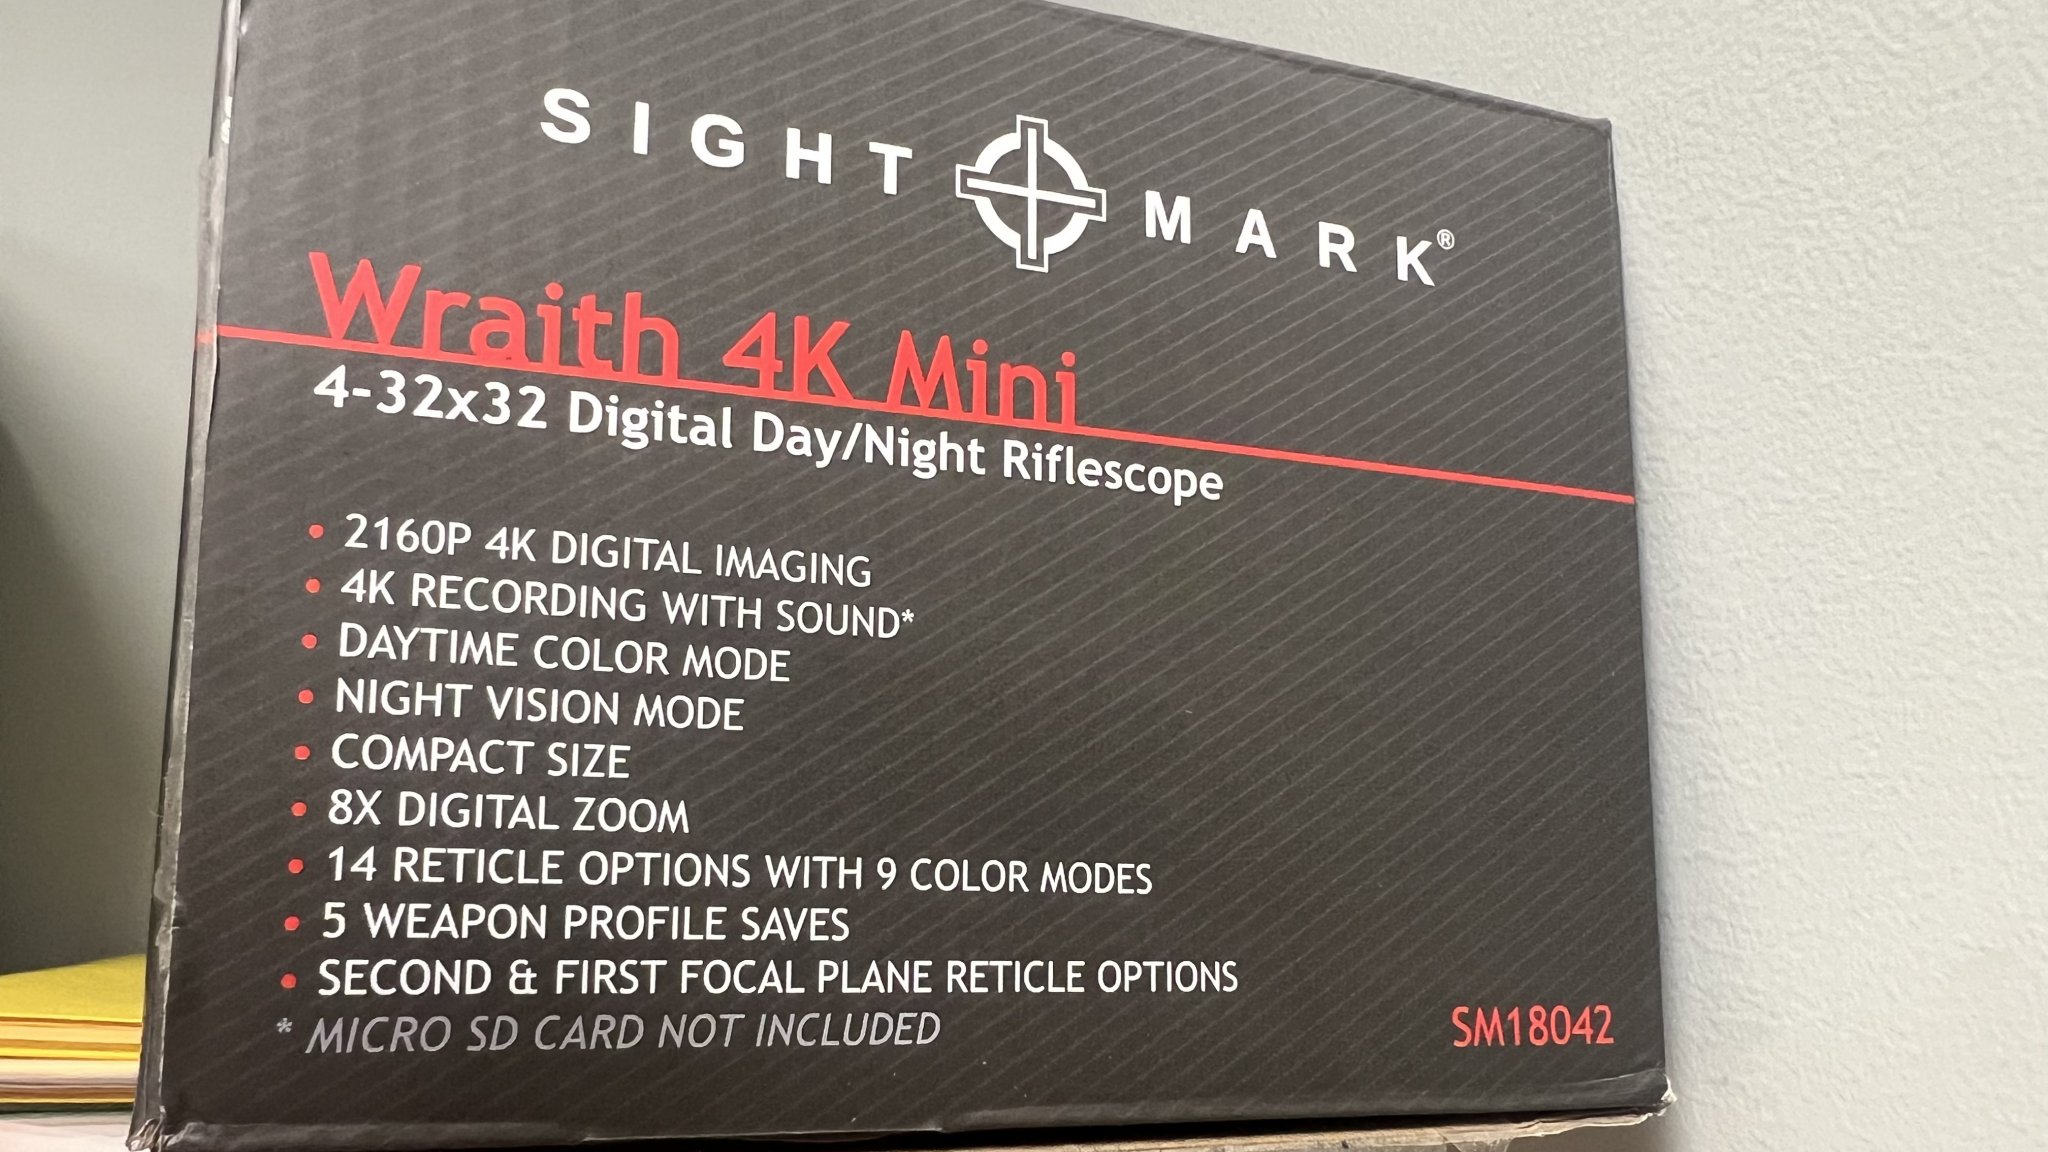 SIGHT MARK®
Wraith 4K Mini
4-32x32 Digital Day/Night Riflescope
• 2160P 4K DIGITAL IMAGING
• 4K RECORDING WITH SOUND*
• DAYTIME COLOR MODE
• NIGHT VISION MODE
• COMPACT SIZE
• 8X DIGITAL ZOOM
• 14 RETICLE OPTIONS WITH 9 COLOR MODES
• 5 WEAPON PROFILE SAVES
• SECOND & FIRST FOCAL PLANE RETICLE OPTIONS
* MICRO SD CARD NOT INCLUDED
SM18042